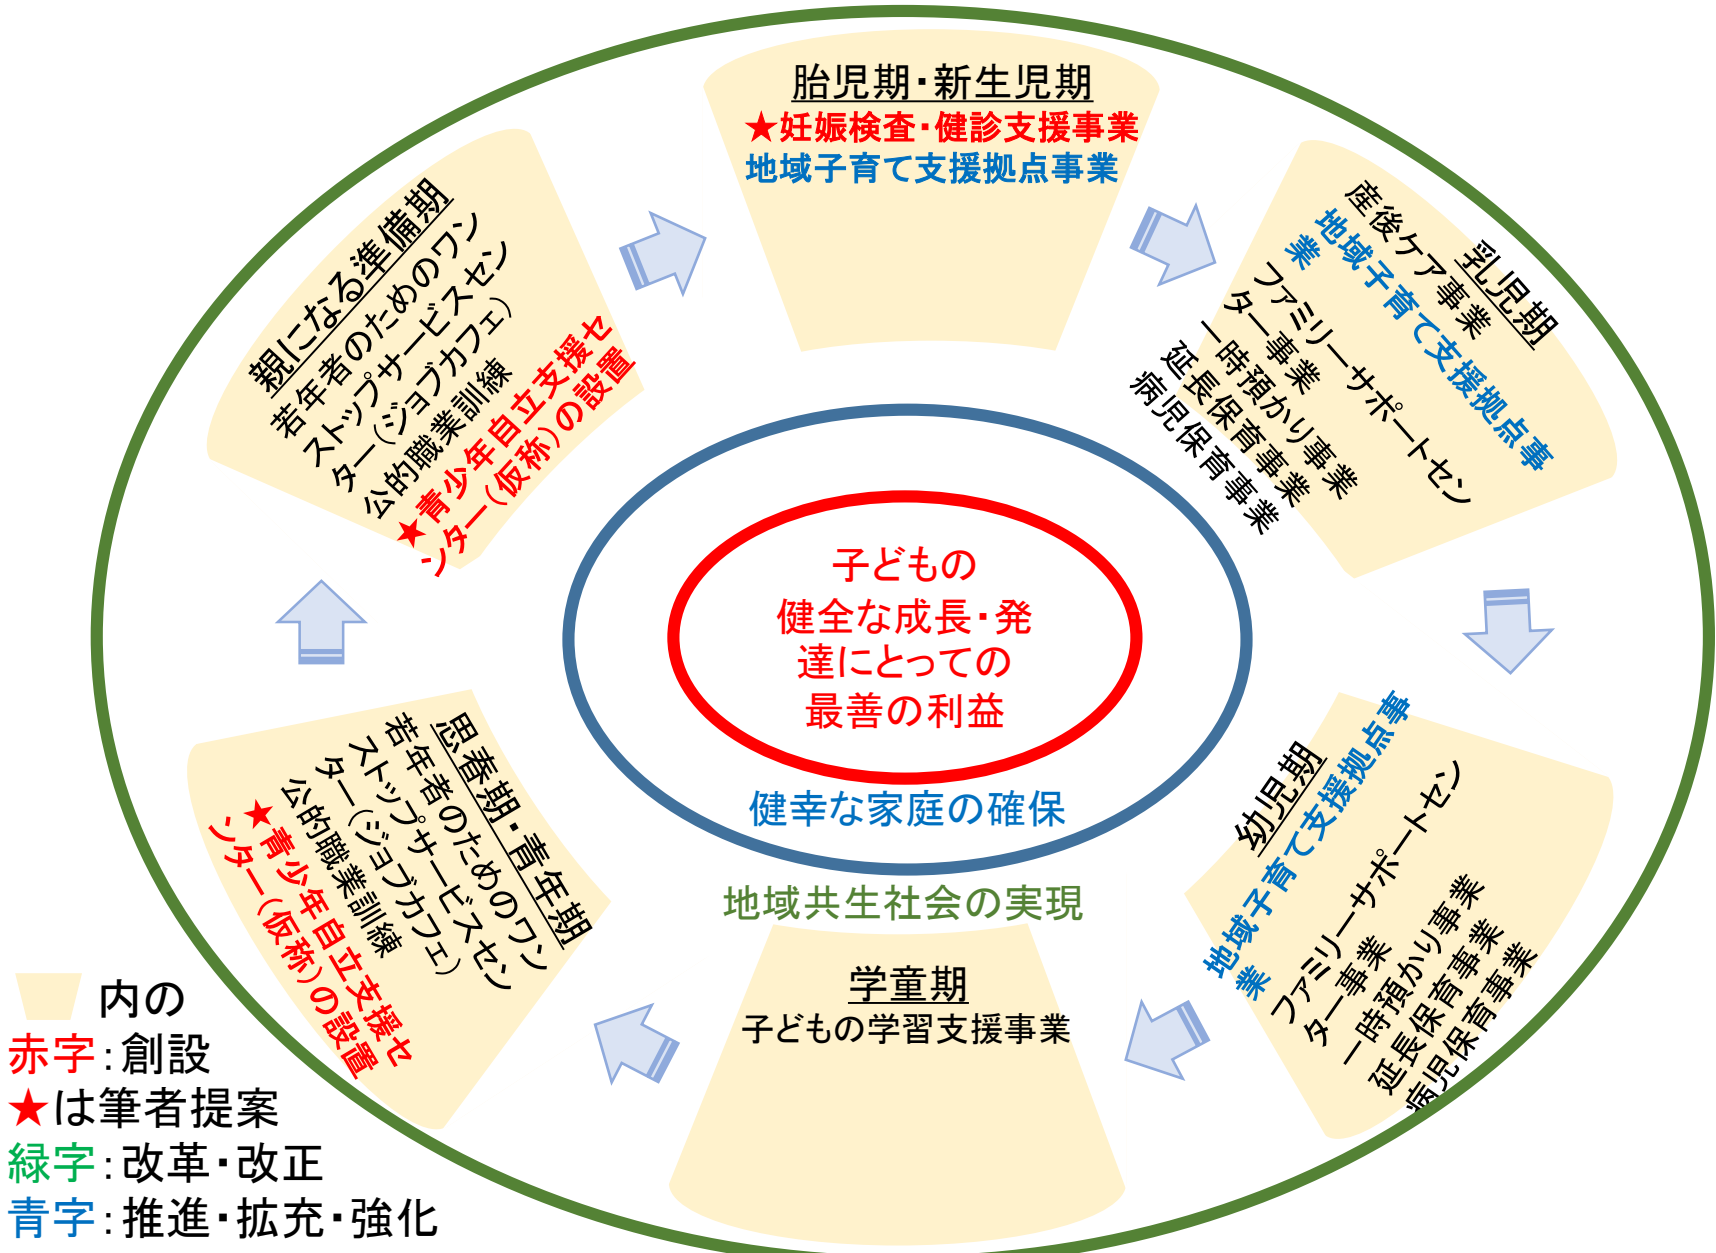 胎児期・新生児期
★妊娠検査・健診支援事業
地域子育て支援拠点事業
乳児期
産後ケア事業
地域子育て支援拠点事
業
ファミリーサポートセン
ター事業
一時預かり事業
延長保育事業
病児保育事業
幼児期
地域子育て支援拠点事
業
ファミリーサポートセン
ター事業
一時預かり事業
延長保育事業
病児保育事業
学童期
子どもの学習支援事業
思春期・青年期
若年者のためのワン
ストップサービスセン
ター（ジョブカフェ）
公的職業訓練
★青少年自立支援セ
ンター（仮称）の設置
親になる準備期
若年者のためのワン
ストップサービスセン
ター（ジョブカフェ）
公的職業訓練
★青少年自立支援セ
ンター（仮称）の設置
子どもの
健全な成長・発
達にとっての
最善の利益
健幸な家庭の確保
地域共生社会の実現
内の
赤字：創設
★は筆者提案
緑字：改革・改正
青字：推進・拡充・強化